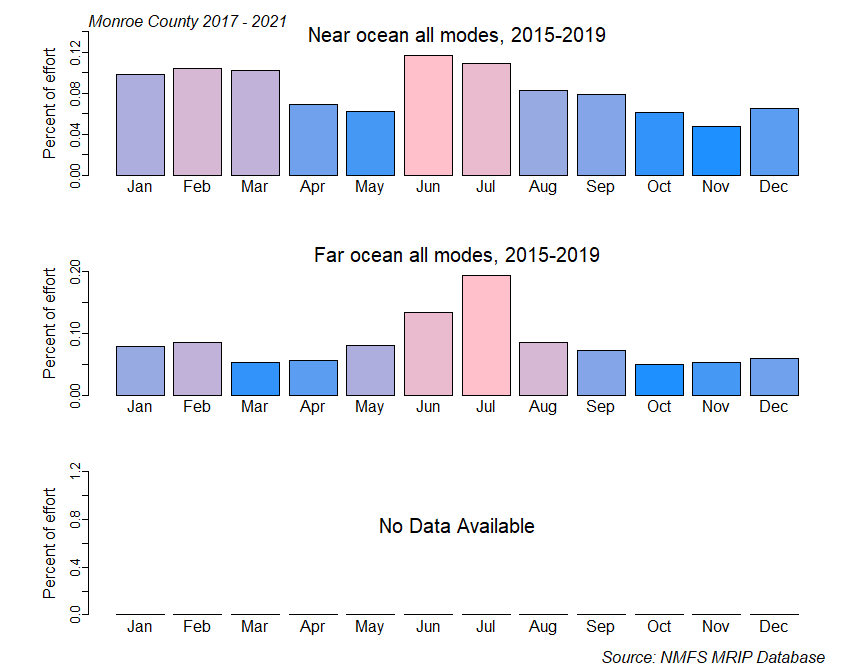 Monroe County 2017 - 2021
Near ocean all modes, 2015-2019
Percent of effort
0.00 0.04 0.08 0.12
Jan Feb Mar Apr May Jun Jul Aug Sep Oct Nov Dec
Far ocean all modes, 2015-2019
Percent of effort
0.00 0.10 0.20
Jan Feb Mar Apr May Jun Jul Aug Sep Oct Nov Dec
No Data Available
Percent of effort
0.0 0.4 0.8 1.2
Jan Feb Mar Apr May Jun Jul Aug Sep Oct Nov Dec
Source: NMFS MRIP Database